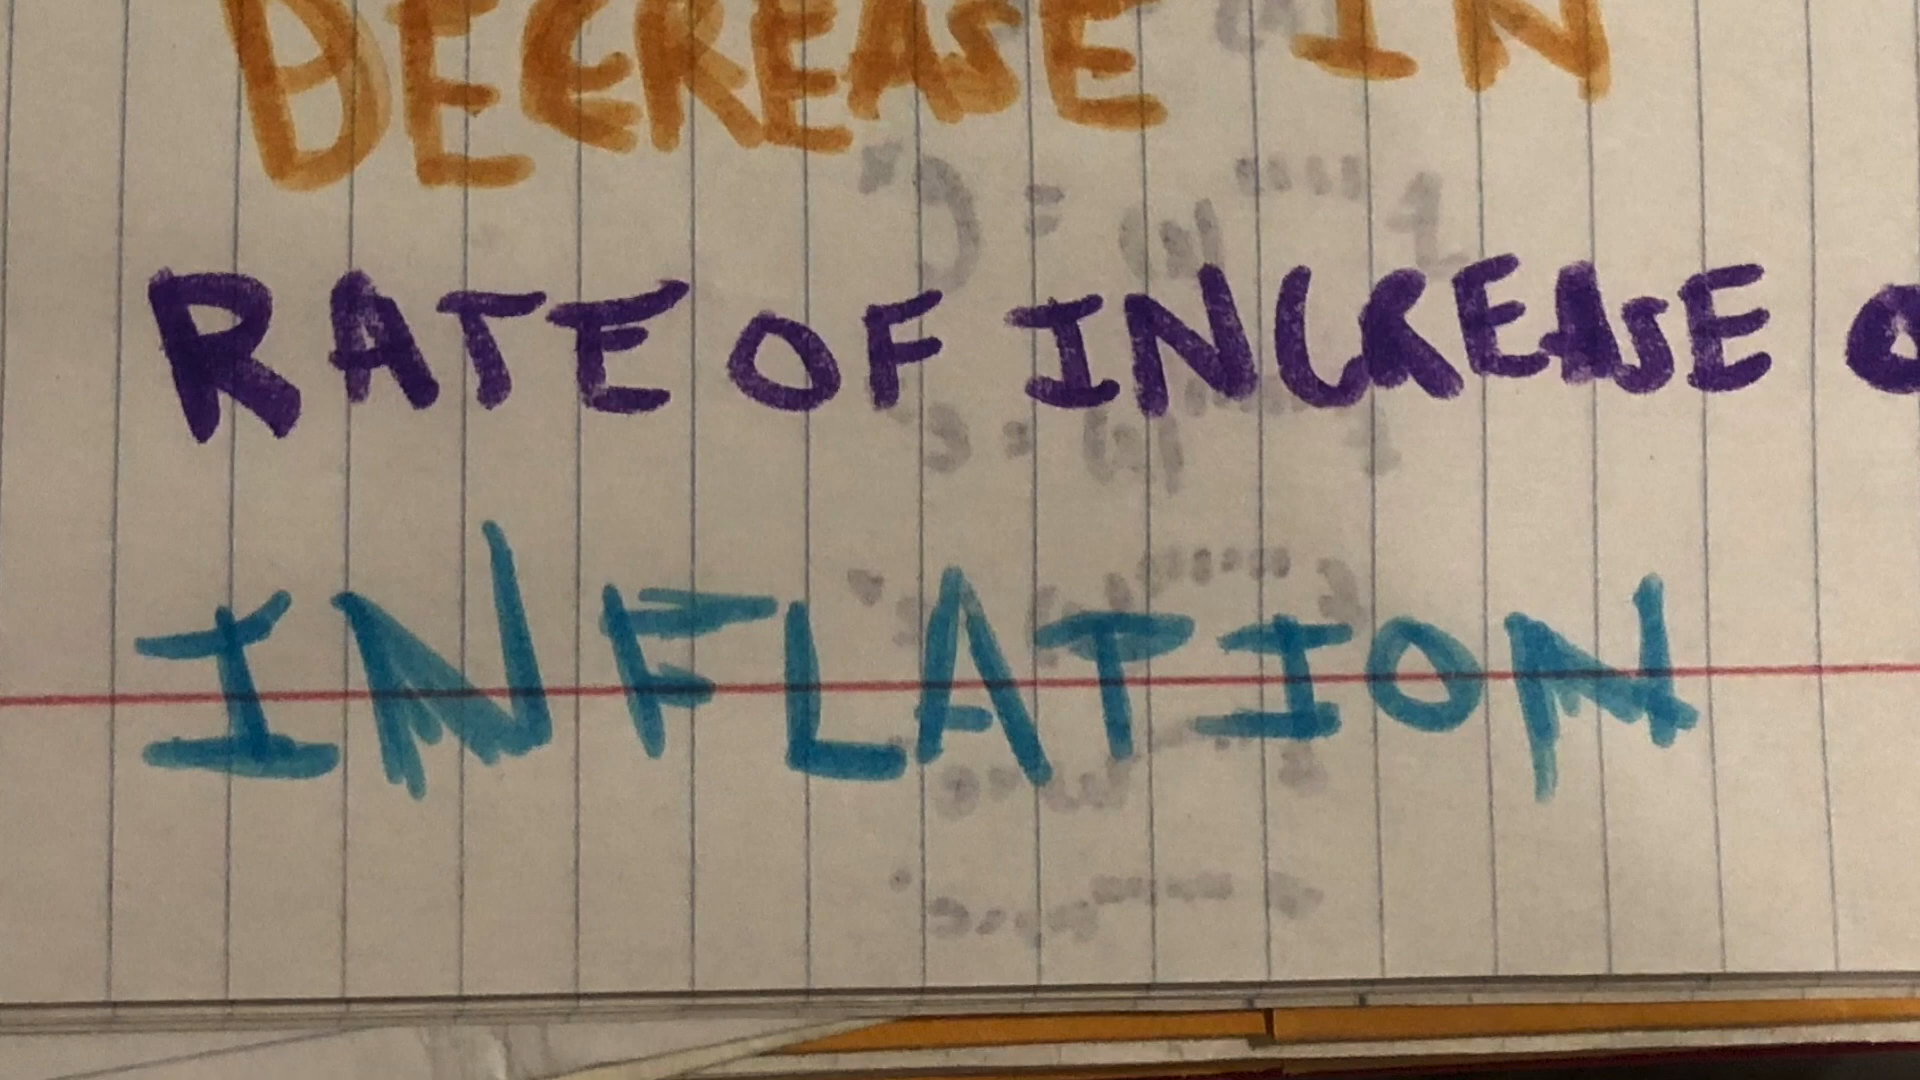 DECREASE IN
RATE OF INCREASE O
INFLATION